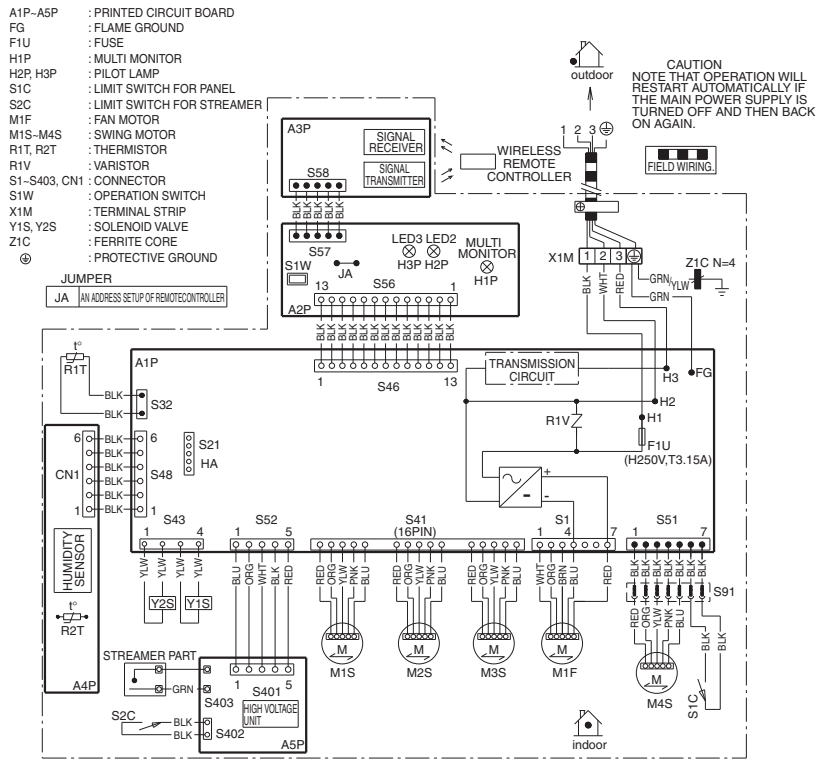 A1P~A5P : PRINTED CIRCUIT BOARD
FG : FLAME GROUND
F1U : FUSE
H1P : MULTI MONITOR
H2P, H3P : PILOT LAMP
S1C : LIMIT SWITCH FOR PANEL
S2C : LIMIT SWITCH FOR STREAMER
M1F : FAN MOTOR
M1S~M4S : SWING MOTOR
R1T, R2T : THERMISTOR
R1V : VARISTOR
S1~S403, CN1 : CONNECTOR
S1W : OPERATION SWITCH
X1M : TERMINAL STRIP
Y1S, Y2S : SOLENOID VALVE
Z1C : FERRITE CORE
: PROTECTIVE GROUND
JUMPER
JA AN ADDRESS SETUP OF REMOTECONTROLLER
outdoor
CAUTION
NOTE THAT OPERATION WILL
RESTART AUTOMATICALLY IF
THE MAIN POWER SUPPLY IS
TURNED OFF AND THEN BACK
ON AGAIN.
FIELD WIRING.
1 2 3
A3P
SIGNAL
RECEIVER
SIGNAL
TRANSMITTER
WIRELESS
REMOTE
CONTROLLER
S58
BLK BLK BLK BLK BLK
S57
LED3 LED2
H3P H2P
MULTI
MONITOR
H1P
S1W
JA
13 S56 1
A2P
BLK BLK BLK BLK BLK BLK BLK BLK BLK BLK BLK BLK BLK
1 S46 13
X1M 1 2 3
Z1C N=4
GRN/YLW
GRN
BLK WHT RED
t°
R1T
BLK
BLK
S32
A1P
TRANSMISSION
CIRCUIT
H3
FG
H2
R1V
H1
F1U
(H250V,T3.15A)
+
-
+
-
S21
HA
6 BLK 6
BLK
BLK
BLK
BLK
1 BLK 1
CN1
S48
HUMIDITY
SENSOR
t°
R2T
A4P
S43
1 4
YLW YLW YLW YLW
Y2S Y1S
S52
1 5
BLU ORG WHT BLK RED
S41
(16PIN)
RED ORG YLW PNK BLU
RED ORG YLW PNK BLU
RED ORG YLW PNK BLU
M
M1S
M
M2S
M
M3S
S1
1 4 7
WHT ORG BRN BLU RED
M
M1F
S51
1 7
BLK BLK BLK BLK BLK BLK BLK
S91
RED ORG YLW PNK BLU
BLK
BLK
M
M4S
S1C
STREAMER PART
GRN
S403
1 S401 5
HIGH VOLTAGE
UNIT
S2C
BLK
BLK
S402
A5P
indoor